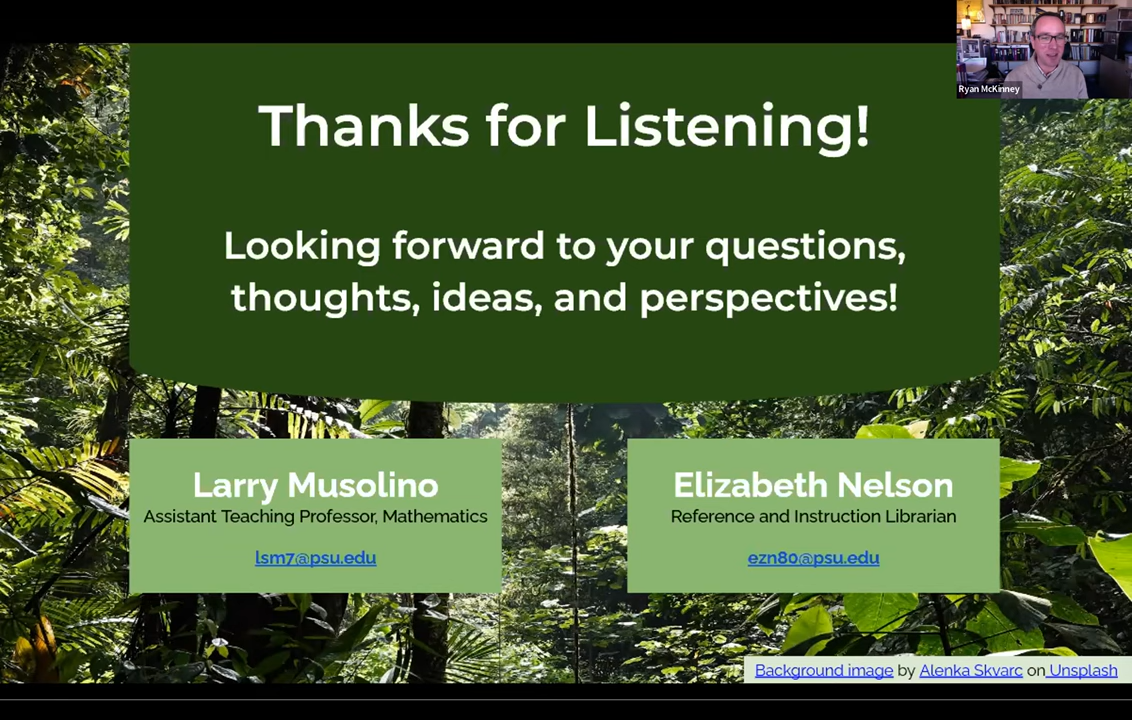 Ryan McKinney
Thanks for Listening!
Looking forward to your questions,
thoughts, ideas, and perspectives!
Larry Musolino
Assistant Teaching Professor, Mathematics
lsm7@psu.edu
Elizabeth Nelson
Reference and Instruction Librarian
ezn80@psu.edu
Background image by Alenka Skvarc on Unsplash